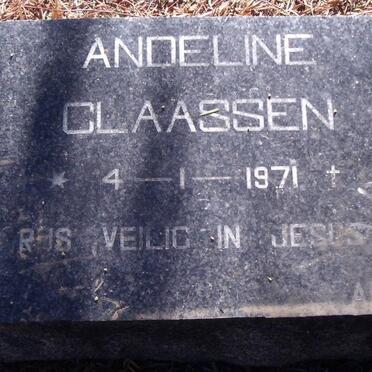 ANDELINE
CLAASSEN
* 4 — 1 — 1971 †
RUS VEILIG IN JESUS
A